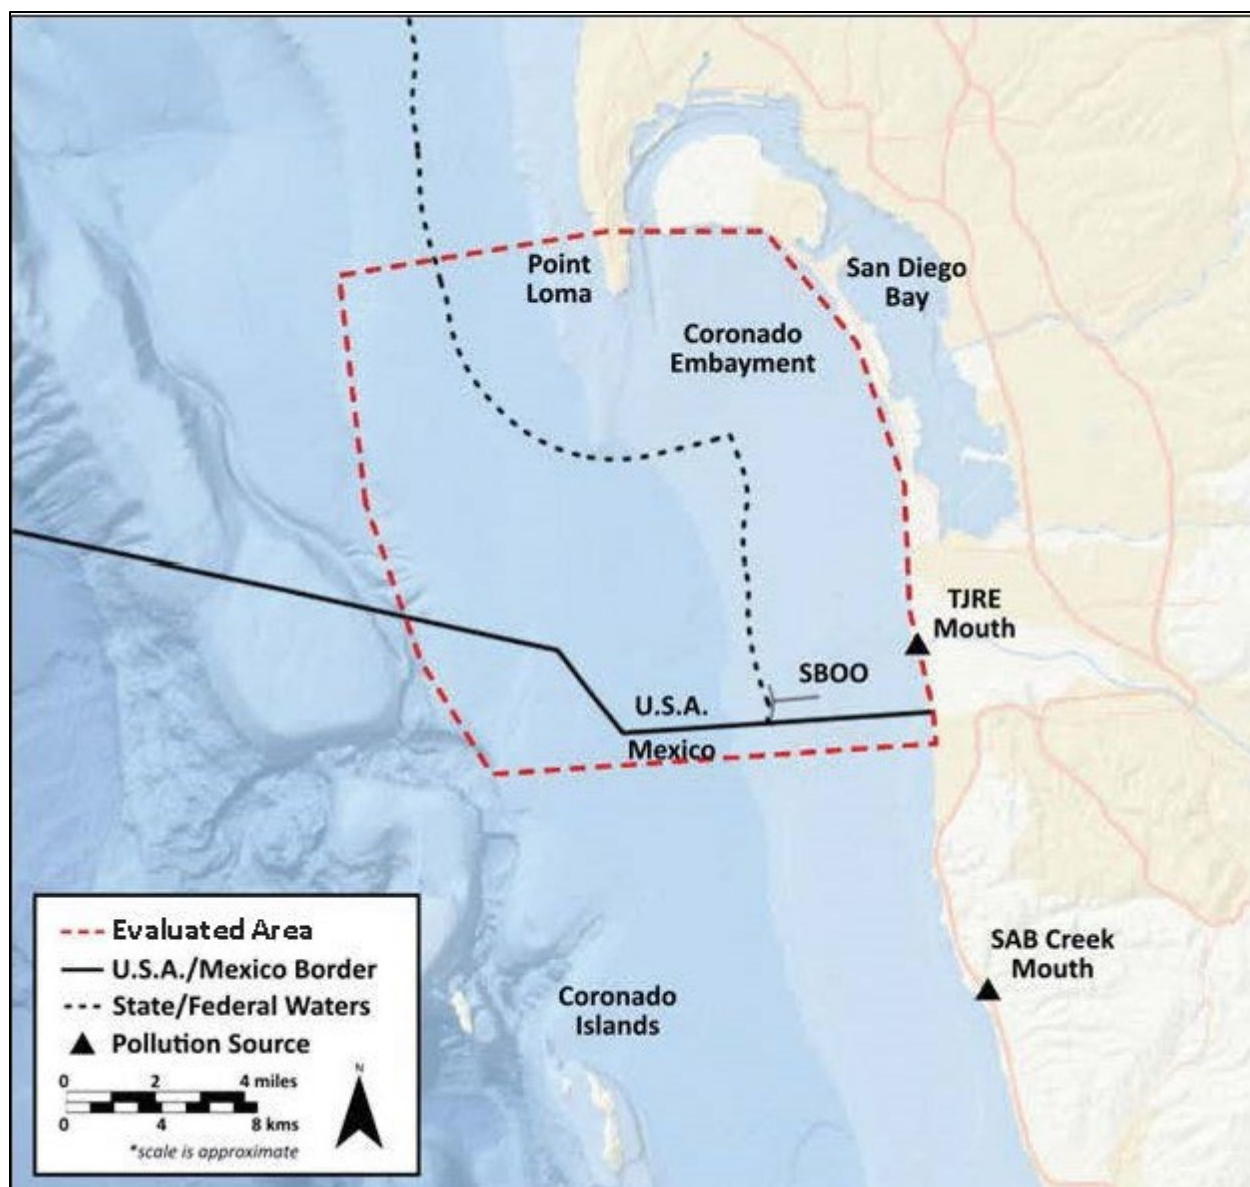 Point
Loma
San Diego
Bay
Coronado
Embayment
TJRE
Mouth
SBOO
U.S.A.
Mexico
SAB Creek
Mouth
Coronado
Islands
Evaluated Area
U.S.A./Mexico Border
State/Federal Waters
Pollution Source
0 2 4 miles
0 4 8 kms
*scale is approximate
N